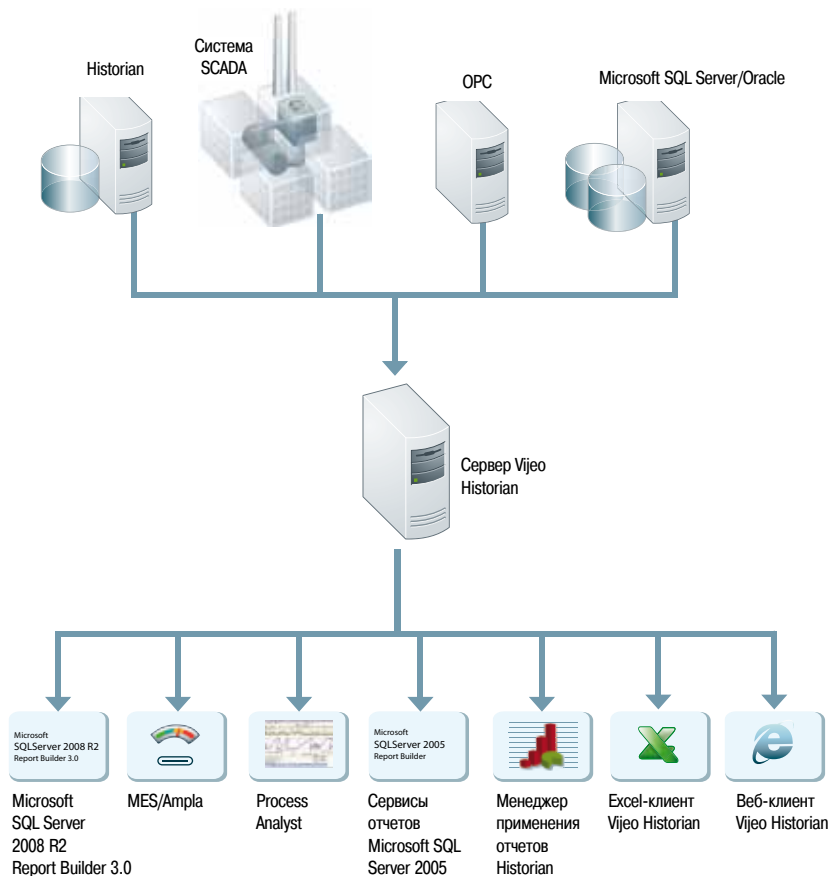 Historian
Система
SCADA
OPC
Microsoft SQL Server/Oracle
Сервер Vijeo
Historian
Microsoft
SQLServer 2008 R2
Report Builder 3.0
Microsoft
SQLServer 2005
Report Builder
Microsoft
SQL Server
2008 R2
Report Builder 3.0
MES/Ampla
Process
Analyst
Сервисы
отчетов
Microsoft SQL
Server 2005
Менеджер
применения
отчетов
Historian
Excel-клиент
Vijeo Historian
Веб-клиент
Vijeo Historian